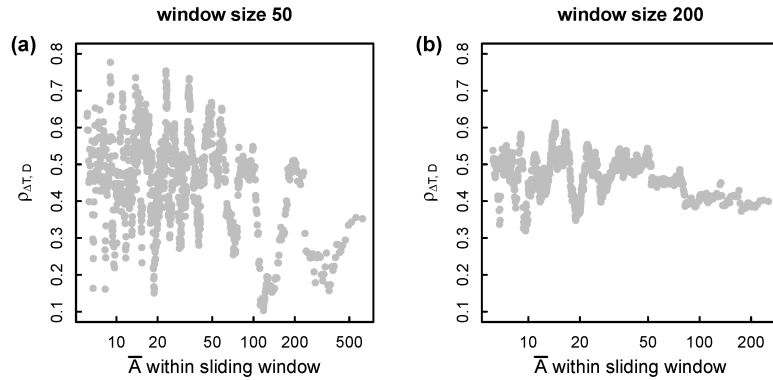 window size 50
(a)
0.8
0.7
0.6
0.5
0.4
0.3
0.2
0.1
ρΔT, D
10 20 50 100 200 500
A̅ within sliding window
window size 200
(b)
0.8
0.7
0.6
0.5
0.4
0.3
0.2
0.1
ρΔT, D
10 20 50 100 200
A̅ within sliding window